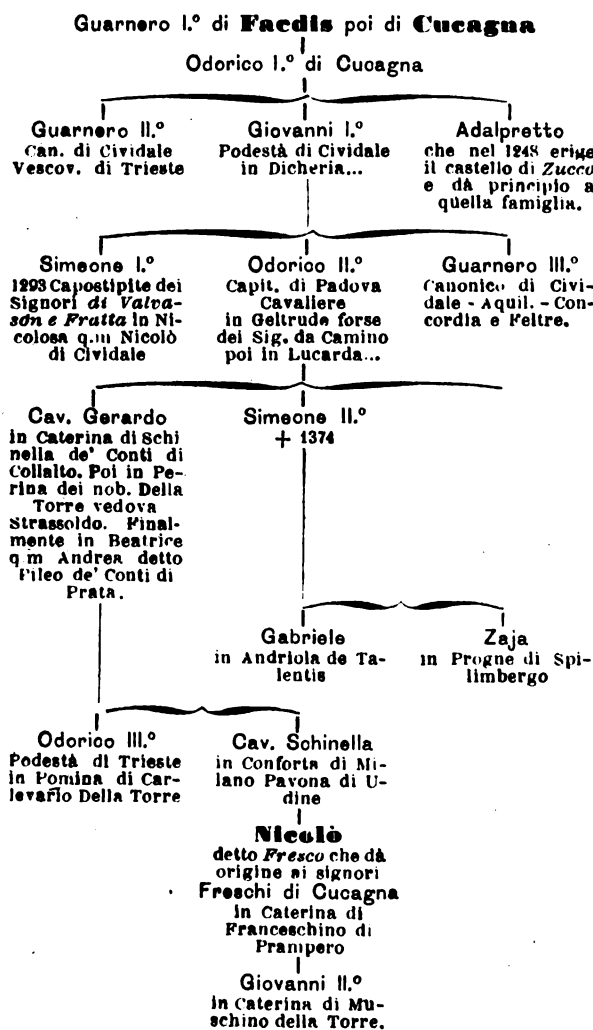 Guarnero I.º di Faedis poi di Cucagna
Odorico I.º di Cucagna
Guarnero II.º
Can. di Cividale
Vescov. di Trieste
Giovanni I.º
Podestà di Cividale
in Dicheria...
Adalpretto
che nel 1248 erige
il castello di Zucco
e dà principio a
quella famiglia.
Simeone I.º
1293 Capostipite dei
Signori di Valva-
son e Fratta in Ni-
colosa q.m Nicolò
di Cividale
Odorico II.º
Capit. di Padova
Cavaliere
in Geltrude forse
dei Sig. da Camino
poi in Lucarda...
Guarnero III.º
Canonico di Civi-
dale - Aquil. - Con-
cordia e Feltre.
Cav. Gerardo
in Caterina di Schi
nella de' Conti di
Collalto. Poi in Pe-
rina dei nob. Della
Torre vedova
Strassoldo. Final-
mente in Beatrice
q.m Andrea detto
Pileo de' Conti di
Prata.
Simeone II.º
+ 1374
Gabriele
in Andriola de Ta-
lentis
Zaja
in Progne di Spi-
limbergo
Odorico III.º
Podestà di Trieste
in Pomina di Car-
levario Della Torre
Cav. Schinella
in Conforta di Mi-
lano Pavona di U-
dine
Nicolò
detto Fresco che dà
origine ai signori
Freschi di Cucagna
in Caterina di
Franceschino di
Prampero
Giovanni II.º
in Caterina di Mu-
schino della Torre.